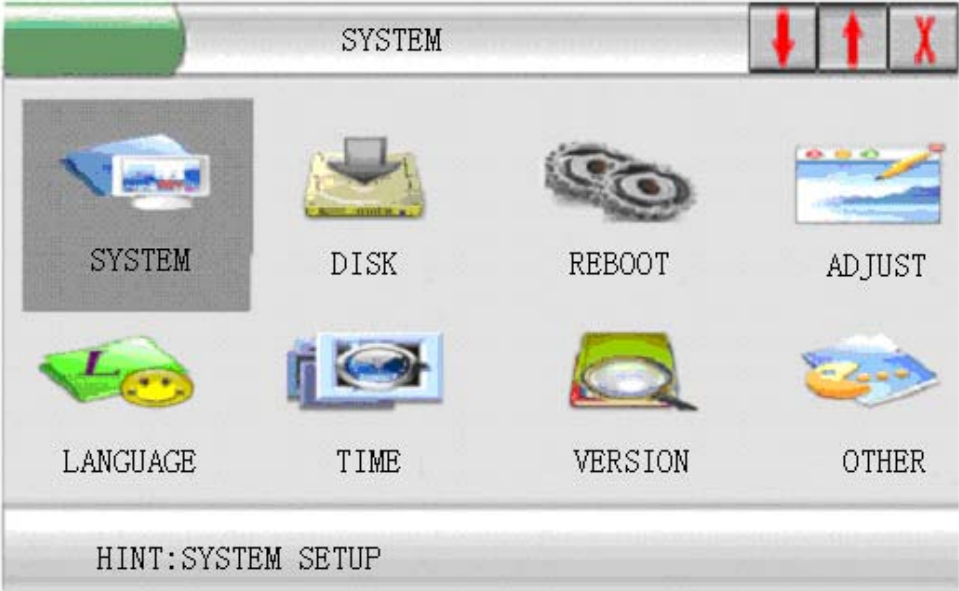 SYSTEM
SYSTEM
DISK
REBOOT
ADJUST
LANGUAGE
TIME
VERSION
OTHER
HINT:SYSTEM SETUP